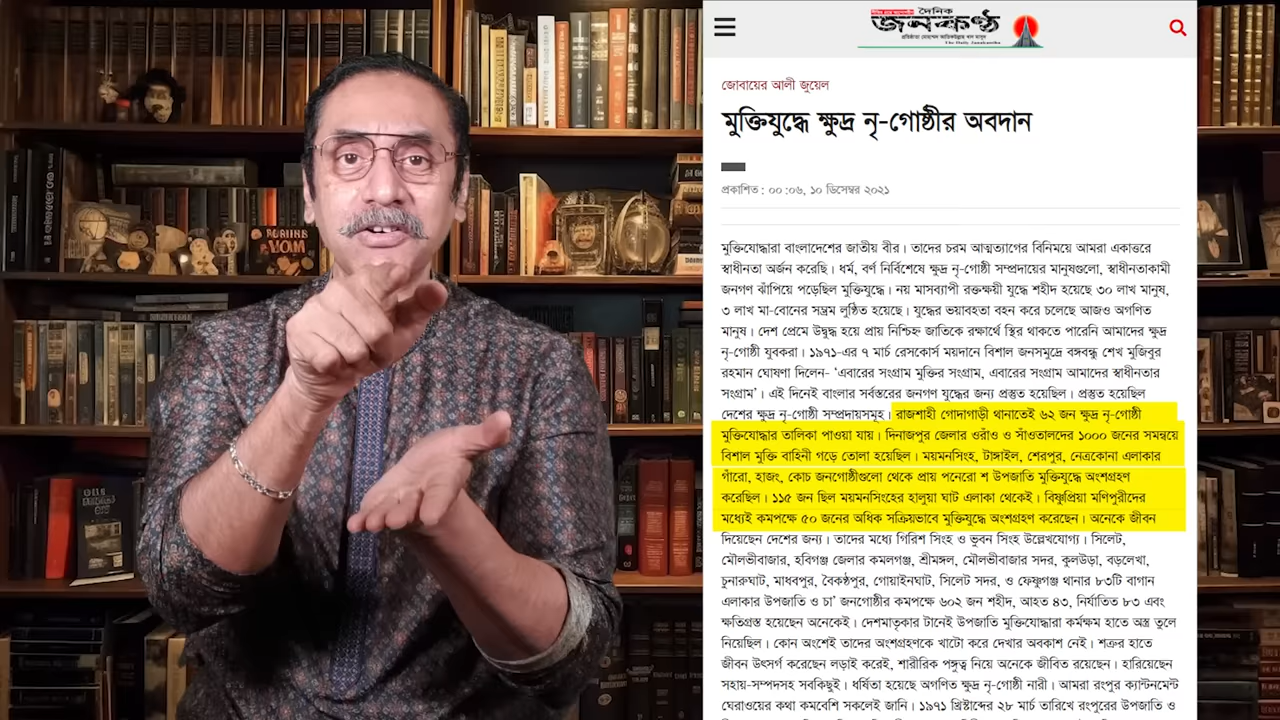 দৈনিক
জনকণ্ঠ
The Daily Janakantha
জোবায়ের আলী জুয়েল
মুক্তিযুদ্ধে ক্ষুদ্র নৃ-গোষ্ঠীর অবদান
প্রকাশিত : ০০:০৬, ১০ ডিসেম্বর ২০২১
মুক্তিযোদ্ধারা বাংলাদেশের জাতীয় বীর। তাদের চরম আত্মত্যাগের বিনিময়ে আমরা একাত্তরে
স্বাধীনতা অর্জন করেছি। ধর্ম, বর্ণ নির্বিশেষে ক্ষুদ্র নৃ-গোষ্ঠী সম্প্রদায়ের মানুষগুলো, স্বাধীনতাকামী
জনগণ ঝাঁপিয়ে পড়েছিল মুক্তিযুদ্ধে। নয় মাসব্যাপী রক্তক্ষয়ী যুদ্ধে শহীদ হয়েছে ৩০ লাখ মানুষ,
৩ লাখ মা-বোনের সম্ভ্রম লুণ্ঠিত হয়েছে। যুদ্ধের ভয়াবহতা বহন করে চলেছে আজও অগণিত
মানুষ। দেশ প্রেমে উদ্বুদ্ধ হয়ে প্রায় নিশ্চিহ্ন জাতিকে রক্ষার্থে স্থির থাকতে পারেনি আমাদের ক্ষুদ্র
নৃ-গোষ্ঠী যুবকরা। ১৯৭১-এর ৭ মার্চ রেসকোর্স ময়দানে বিশাল জনসমুদ্রে বঙ্গবন্ধু শেখ মুজিবুর
রহমান ঘোষণা দিলেন- ‘এবারের সংগ্রাম মুক্তির সংগ্রাম, এবারের সংগ্রাম আমাদের স্বাধীনতার
সংগ্রাম’। এই দিনেই বাংলার সর্বস্তরের জনগণ যুদ্ধের জন্য প্রস্তুত হয়েছিল। প্রস্তুত হয়েছিল
দেশের ক্ষুদ্র নৃ-গোষ্ঠী সম্প্রদায়সমূহ। রাজশাহী গোদাগাড়ী থানাতেই ৬২ জন ক্ষুদ্র নৃ-গোষ্ঠী
মুক্তিযোদ্ধার তালিকা পাওয়া যায়। দিনাজপুর জেলার ওরাঁও ও সাঁওতালদের ১০০০ জনের সমন্বয়ে
বিশাল মুক্তি বাহিনী গড়ে তোলা হয়েছিল। ময়মনসিংহ, টাঙ্গাইল, শেরপুর, নেত্রকোনা এলাকার
গাঁরো, হাজং, কোচ জনগোষ্ঠীগুলো থেকে প্রায় পনেরো শ উপজাতি মুক্তিযুদ্ধে অংশগ্রহণ
করেছিল। ১১৫ জন ছিল ময়মনসিংহের হালুয়া ঘাট এলাকা থেকেই। বিষ্ণুপ্রিয়া মণিপুরীদের
মধ্যেই কমপক্ষে ৫০ জনের অধিক সক্রিয়ভাবে মুক্তিযুদ্ধে অংশগ্রহণ করেছেন। অনেকে জীবন
দিয়েছেন দেশের জন্য। তাদের মধ্যে গিরিশ সিংহ ও ভুবন সিংহ উল্লেখযোগ্য। সিলেট,
মৌলভীবাজার, হবিগঞ্জ জেলার কমলগঞ্জ, শ্রীমঙ্গল, মৌলভীবাজার সদর, কুলউড়া, বড়লেখা,
চুনারুঘাট, মাধবপুর, বৈকণ্ঠপুর, গোয়াইনঘাট, সিলেট সদর, ও ফেঞ্চুগঞ্জ থানার ৮৩টি বাগান
এলাকার উপজাতি ও চা’ জনগোষ্ঠীর কমপক্ষে ৬০২ জন শহীদ, আহত ৪৩, নির্যাতিত ৮৩ এবং
ক্ষতিগ্রস্ত হয়েছেন অনেকেই। দেশমাতৃকার টানেই উপজাতি মুক্তিযোদ্ধারা কর্মক্ষম হাতে অস্ত্র তুলে
নিয়েছিল। কোন অংশেই তাদের অংশগ্রহণকে খাটো করে দেখার অবকাশ নেই। শত্রুর হাতে
জীবন উৎসর্গ করেছেন লড়াই করেই, শারীরিক পঙ্গুত্ব নিয়ে অনেকে জীবিত রয়েছেন। হারিয়েছেন
সহায়-সম্পদসহ সবকিছুই। ধর্ষিতা হয়েছে অগণিত ক্ষুদ্র নৃ-গোষ্ঠী নারী। আমরা রংপুর ক্যান্টনমেন্ট
ঘেরাওয়ের কথা কমবেশি সকলেই জানি। ১৯৭১ খ্রিস্টাব্দের ২৮ মার্চ তারিখে রংপুরের উপজাতি ও